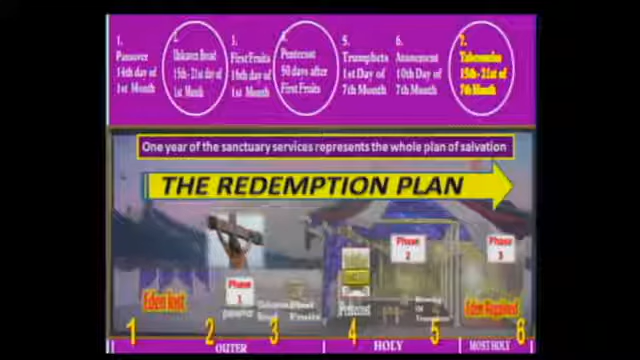 1.
Passover
14th day of
1st Month
2.
Unleaven Bread
15th - 21st day of
1st Month
3.
First Fruits
16th day of
1st Month
4.
Pentecost
50 days after
First Fruits
5
Trumphets
1st Day of
7th Month
6.
Atonement
10th Day of
7th Month
7.
Tabernacles
15th - 21st of
7th Month
One year of the sanctuary services represents the whole plan of salvation
THE REDEMPTION PLAN
Phase
1
Phase
2
Phase
3
Eden lost
Passover
First
Fruits
Pentecost
Eden Regained
1 2 3 4 5 6
OUTER HOLY MOST HOLY